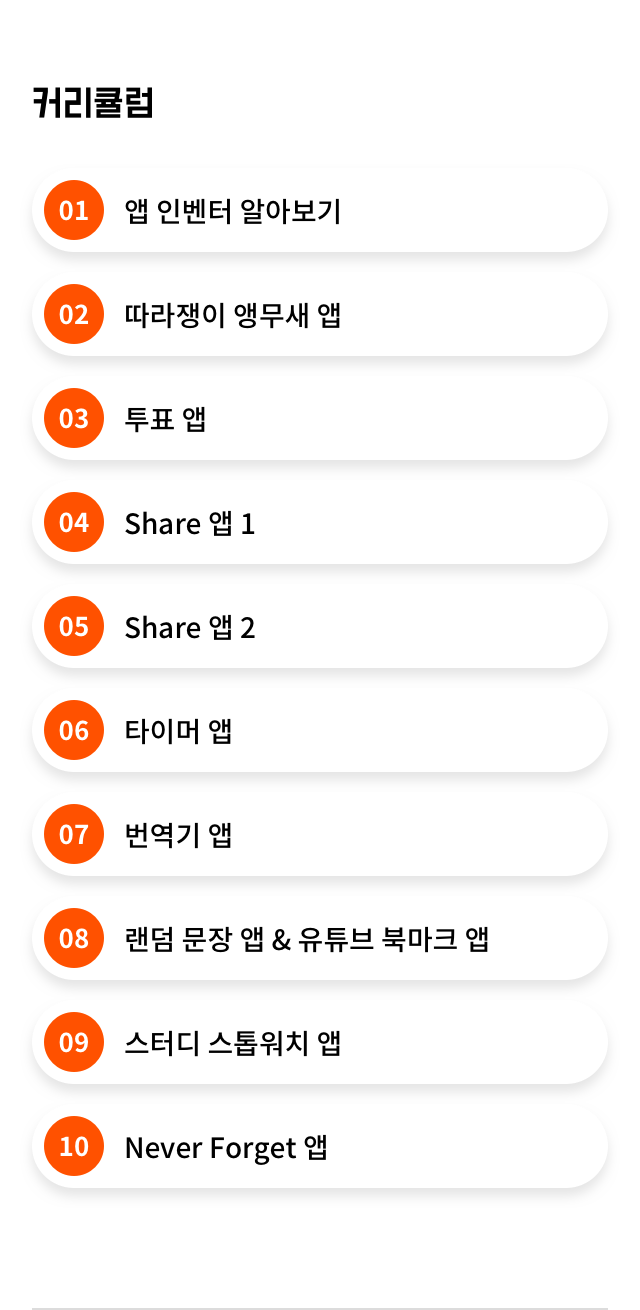 커리큘럼
01 앱 인벤터 알아보기
02 따라쟁이 앵무새 앱
03 투표 앱
04 Share 앱 1
05 Share 앱 2
06 타이머 앱
07 번역기 앱
08 랜덤 문장 앱 & 유튜브 북마크 앱
09 스터디 스톱워치 앱
10 Never Forget 앱